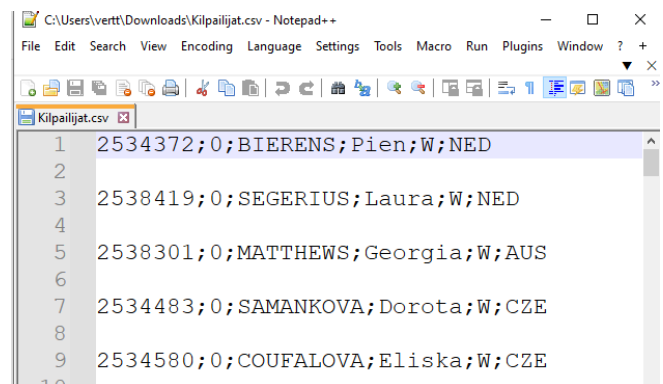 C:\Users\vertt\Downloads\Kilpailijat.csv - Notepad++
File Edit Search View Encoding Language Settings Tools Macro Run Plugins Window ? +
Kilpailijat.csv
1 2534372;0;BIERENS;Pien;W;NED
2
3 2538419;0;SEGERIUS;Laura;W;NED
4
5 2538301;0;MATTHEWS;Georgia;W;AUS
6
7 2534483;0;SAMANKOVA;Dorota;W;CZE
8
9 2534580;0;COUFALOVA;Eliska;W;CZE
10